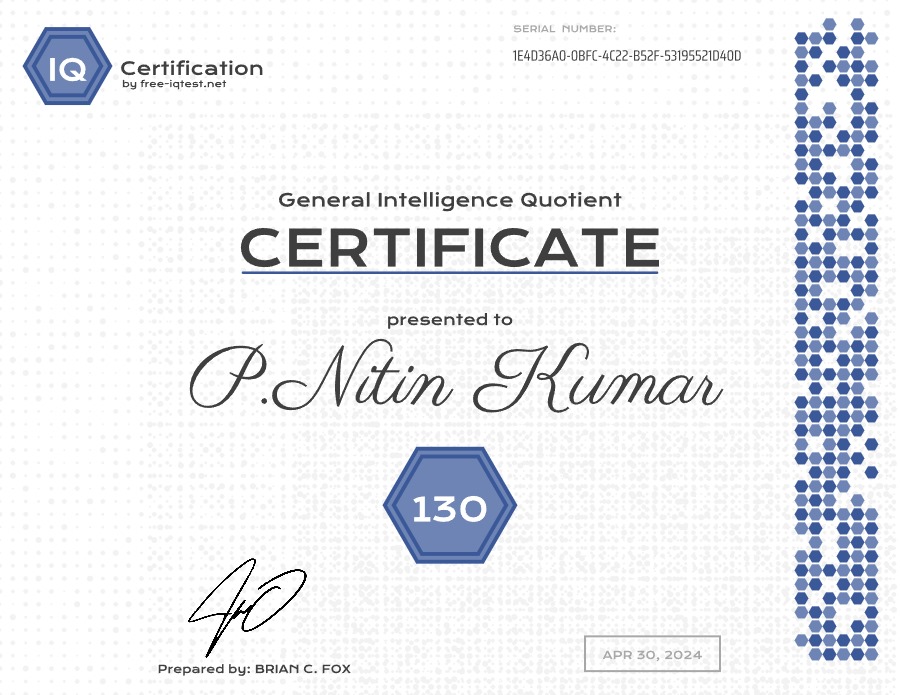 IQ
Certification
by free-iqtest.net
SERIAL NUMBER:
1E4D36A0-0BFC-4C22-B52F-53195521D40D
General Intelligence Quotient
CERTIFICATE
presented to
P.Nitin Kumar
130
Prepared by: BRIAN C. FOX
APR 30, 2024